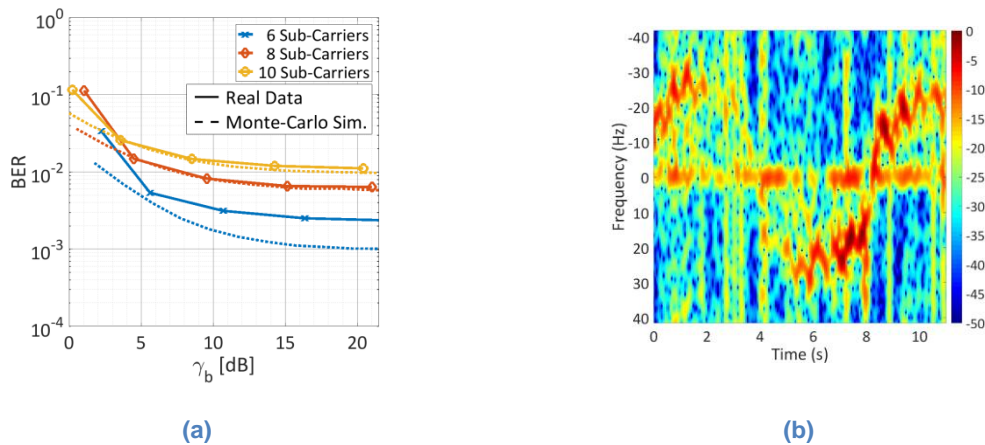 6 Sub-Carriers
8 Sub-Carriers
10 Sub-Carriers
Real Data
Monte-Carlo Sim.
10^0
10^-1
10^-2
10^-3
10^-4
BER
0 5 10 15 20
γ_b [dB]
(a)
-40
-30
-20
-10
0
10
20
30
40
Frequency (Hz)
0 2 4 6 8 10
Time (s)
0
-5
-10
-15
-20
-25
-30
-35
-40
-45
-50
(b)